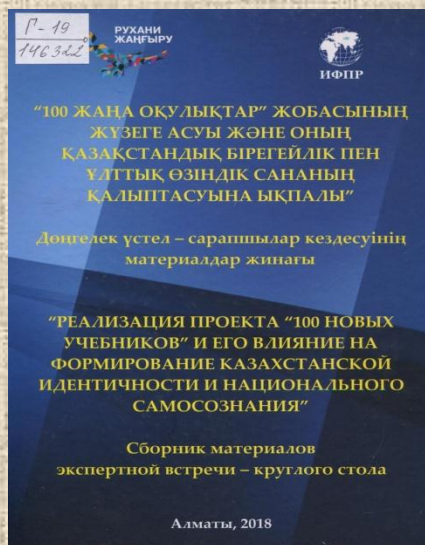 Г-19
146322
РУХАНИ
ЖАҢҒЫРУ
ИФПР
“100 ЖАҢА ОҚУЛЫҚТАР” ЖОБАСЫНЫҢ
ЖҮЗЕГЕ АСУЫ ЖӘНЕ ОНЫҢ
ҚАЗАҚСТАНДЫҚ БІРЕГЕЙЛІК ПЕН
ҰЛТТЫҚ ӨЗІНДІК САНАНЫҢ
ҚАЛЫПТАСУЫНА ЫҚПАЛЫ”
Дөңгелек үстел – сарапшылар кездесуінің
материалдар жинағы
“РЕАЛИЗАЦИЯ ПРОЕКТА “100 НОВЫХ
УЧЕБНИКОВ” И ЕГО ВЛИЯНИЕ НА
ФОРМИРОВАНИЕ КАЗАХСТАНСКОЙ
ИДЕНТИЧНОСТИ И НАЦИОНАЛЬНОГО
САМОСОЗНАНИЯ”
Сборник материалов
экспертной встречи – круглого стола
Алматы, 2018